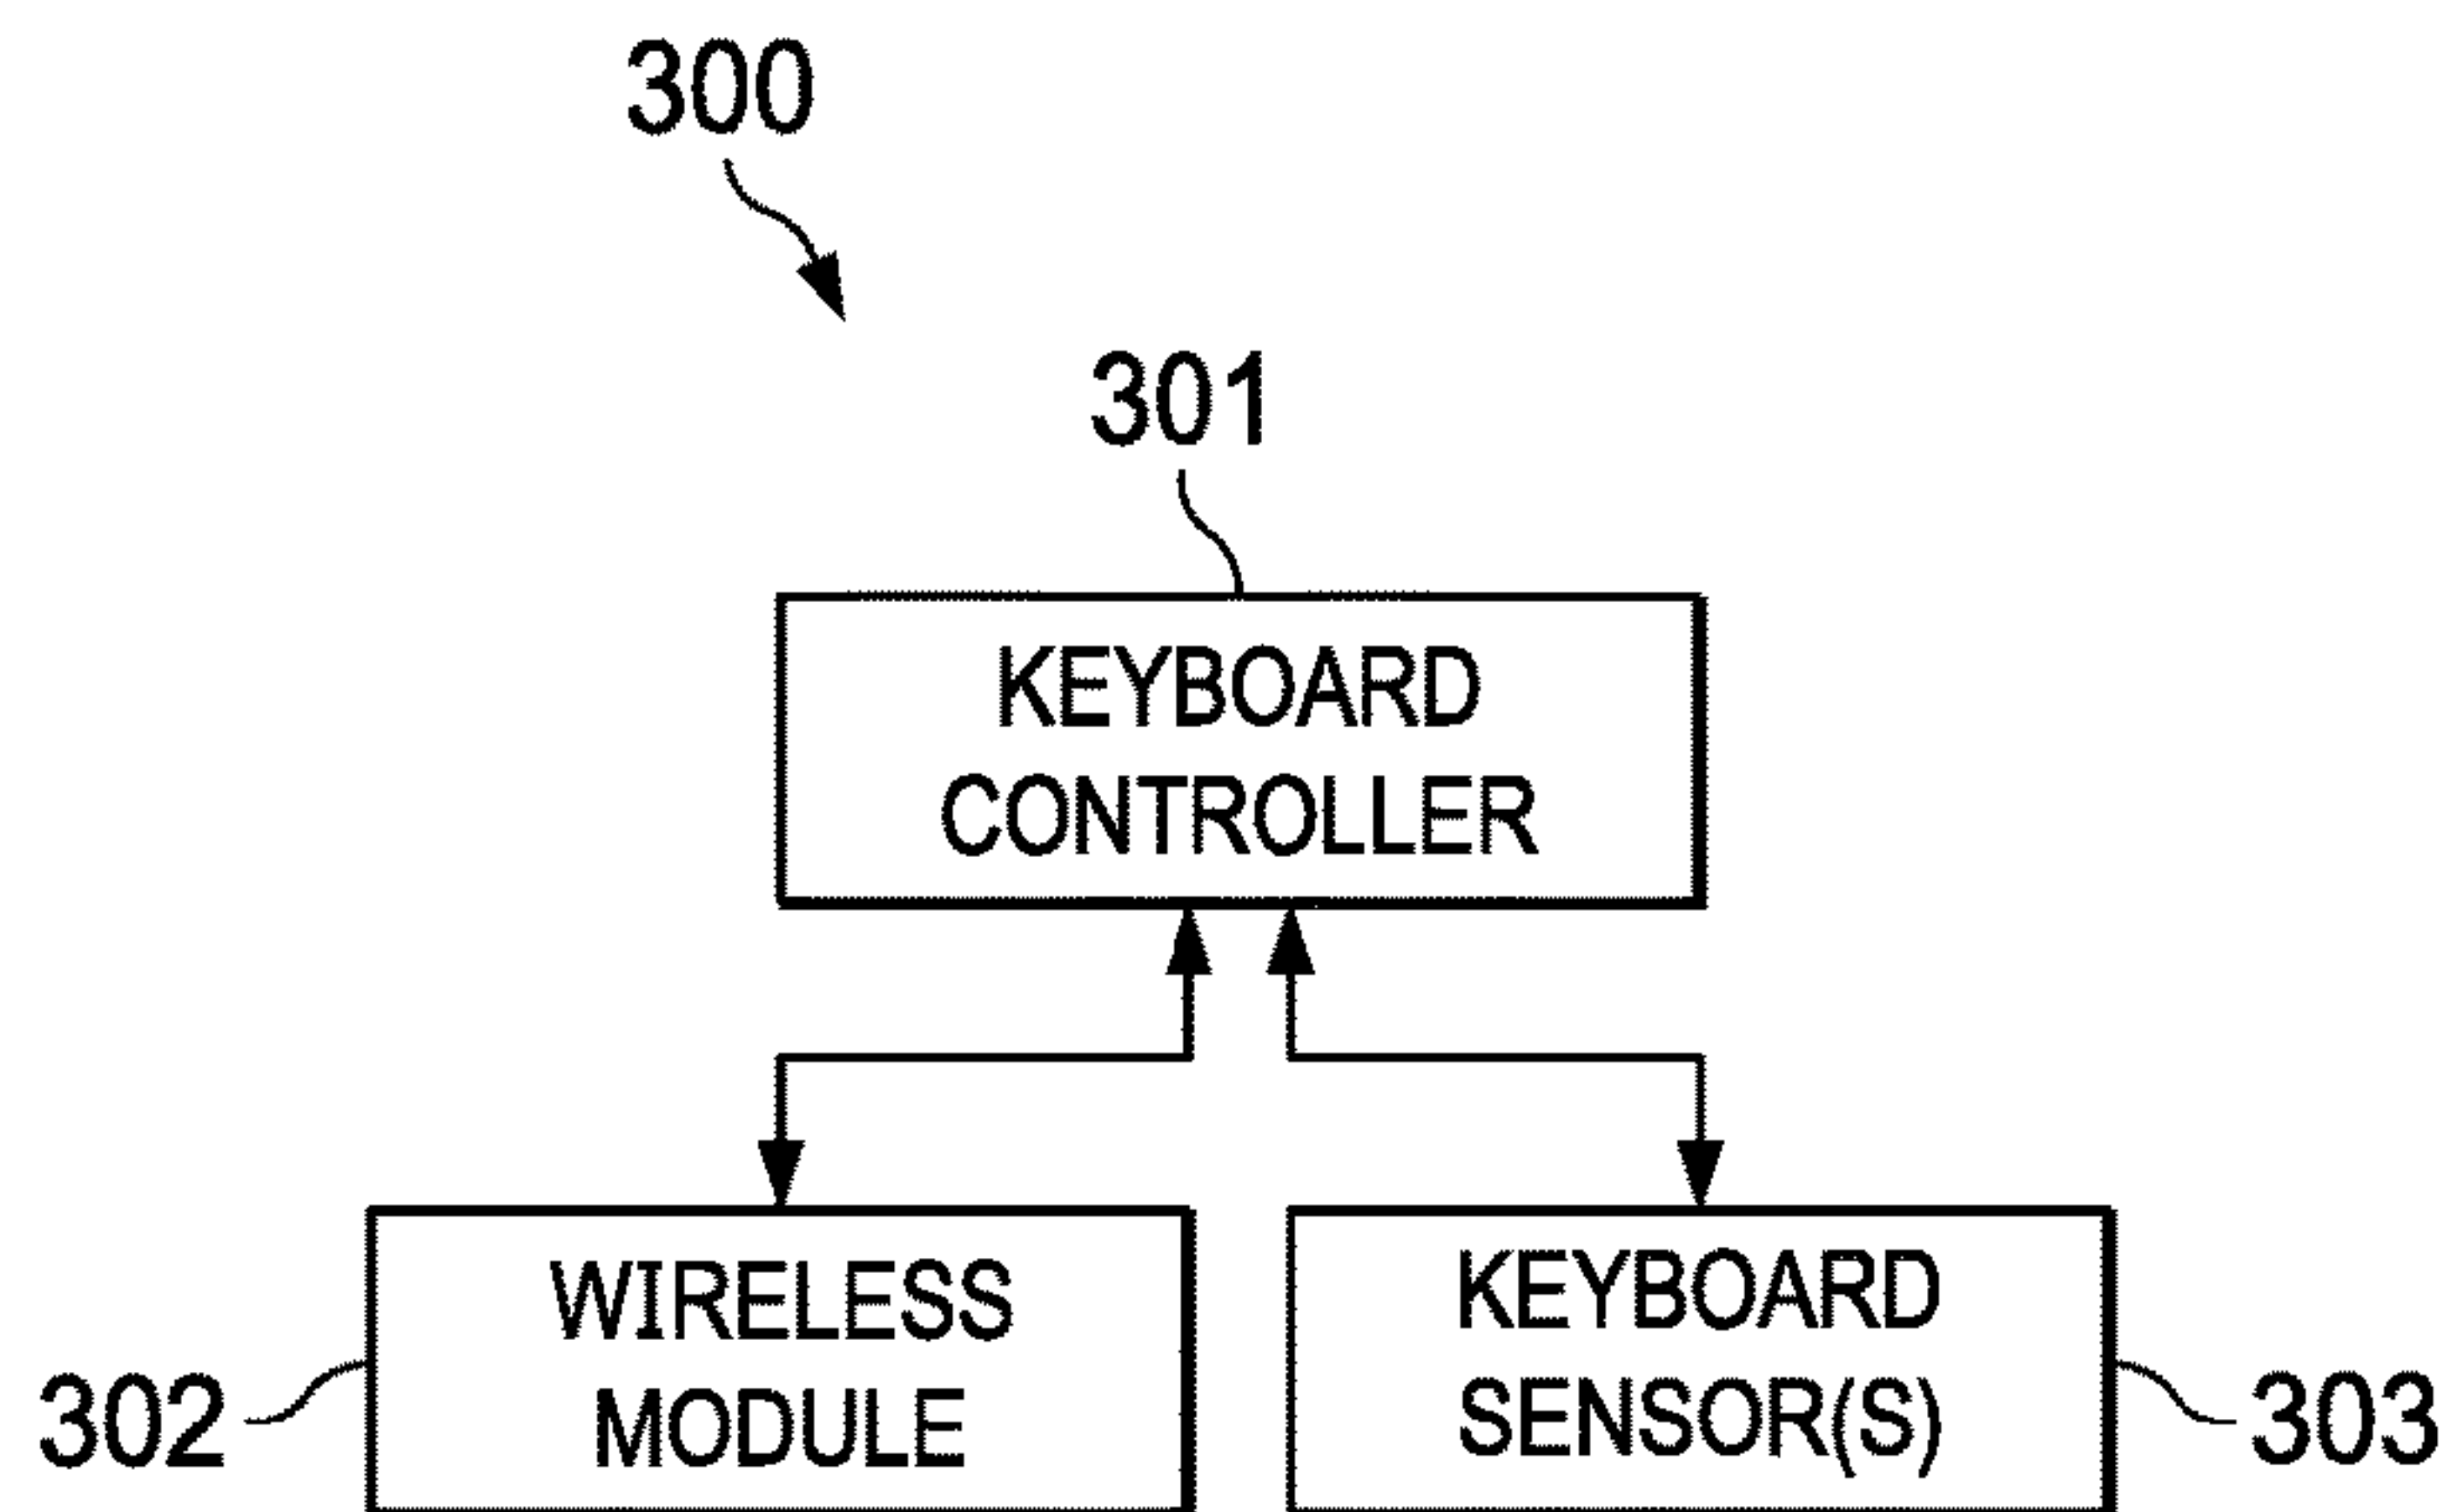 300
301
KEYBOARD
CONTROLLER
WIRELESS
MODULE
302
KEYBOARD
SENSOR(S)
303